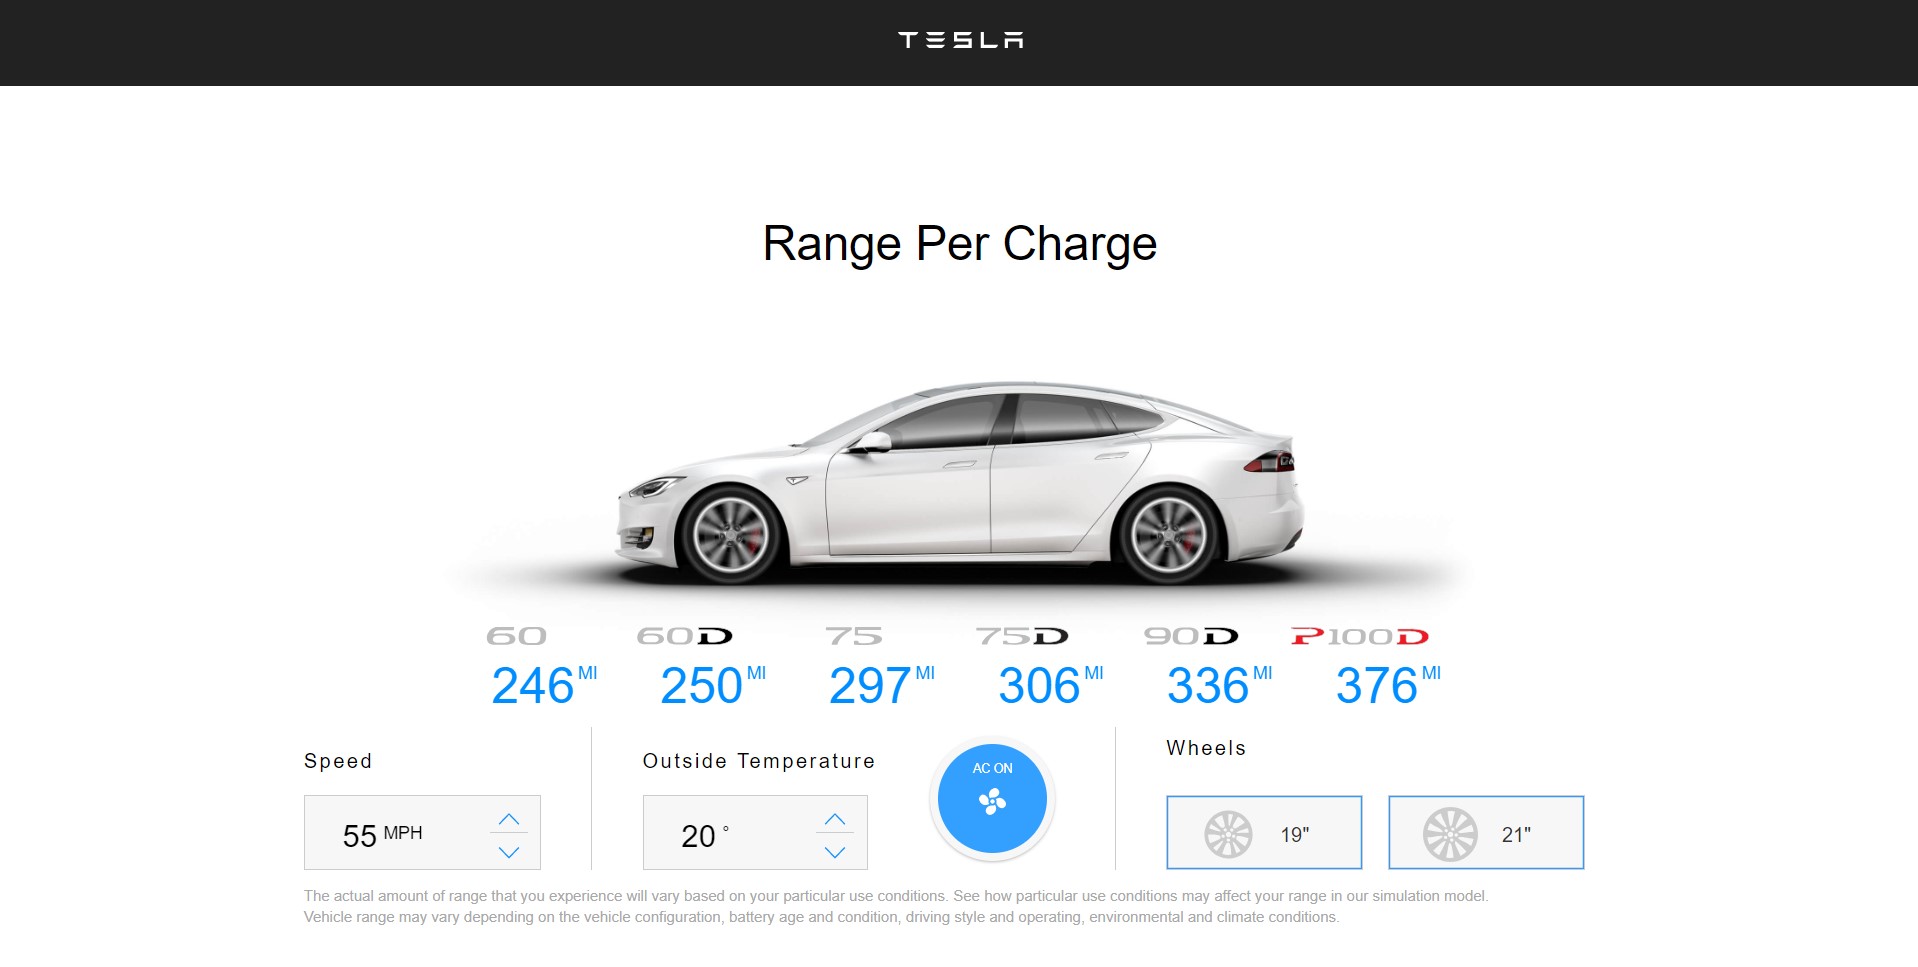 TESLA
Range Per Charge
60 60D 75 75D 90D P100D
246 MI 250 MI 297 MI 306 MI 336 MI 376 MI
Speed
55 MPH
Outside Temperature
20 °
AC ON
Wheels
19" 21"
The actual amount of range that you experience will vary based on your particular use conditions. See how particular use conditions may affect your range in our simulation model.
Vehicle range may vary depending on the vehicle configuration, battery age and condition, driving style and operating, environmental and climate conditions.